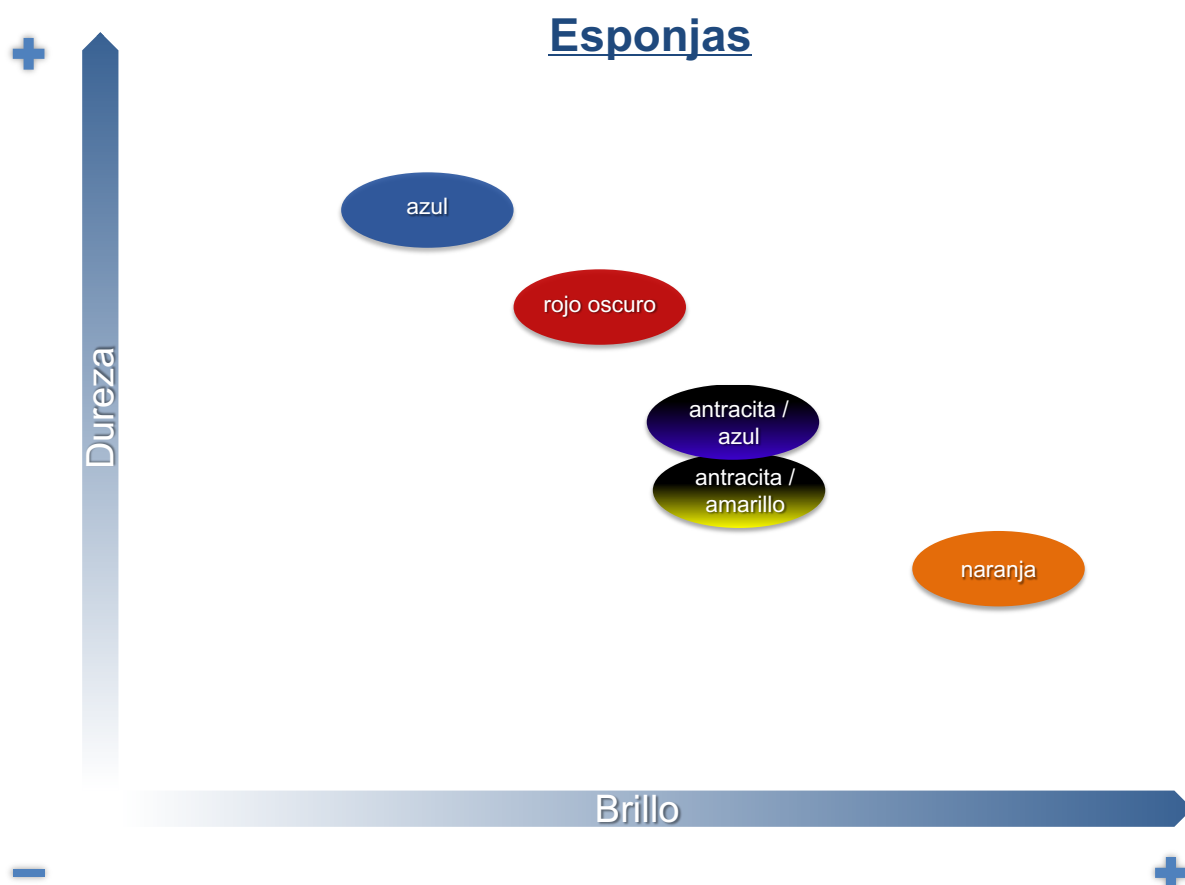 Esponjas
azul
rojo oscuro
antracita /
azul
antracita /
amarillo
naranja
Dureza
Brillo